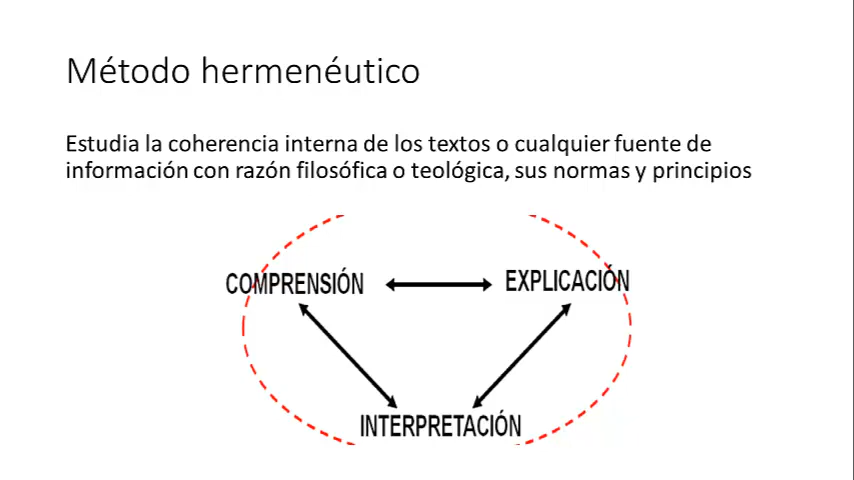 Método hermenéutico
Estudia la coherencia interna de los textos o cualquier fuente de
información con razón filosófica o teológica, sus normas y principios
COMPRENSIÓN
EXPLICACIÓN
INTERPRETACIÓN